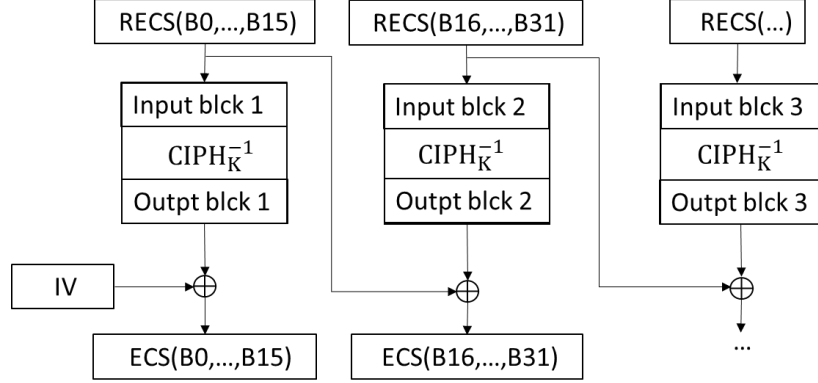 RECS(B0,...,B15) RECS(B16,...,B31) RECS(...)
Input blck 1 Input blck 2 Input blck 3
CIPH_K^{-1} CIPH_K^{-1} CIPH_K^{-1}
Outpt blck 1 Outpt blck 2 Outpt blck 3
IV
ECS(B0,...,B15) ECS(B16,...,B31) ...